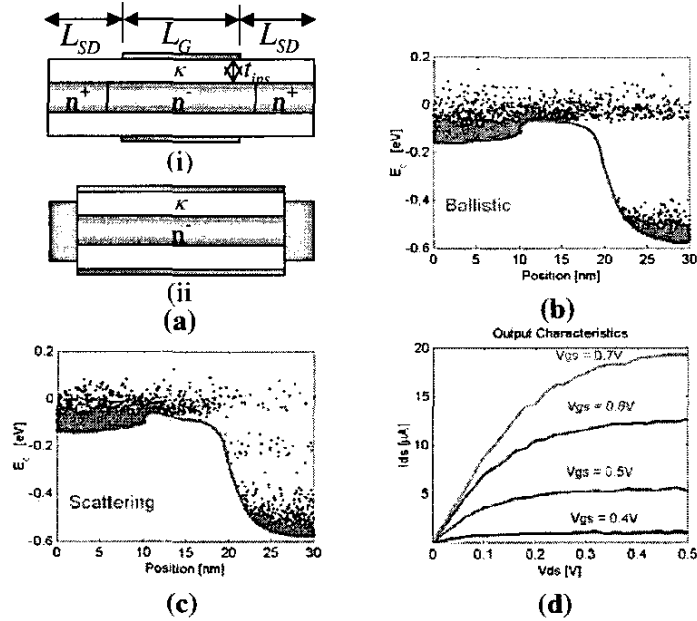 L_SD L_G L_SD
κ t_ins
n⁺ n⁻ n⁺
(i)
κ
n⁻
(ii
(a)
0.2
0
-0.2
-0.4
-0.6
E_c [eV]
Ballistic
0 5 10 15 20 25 30
Position [nm]
(b)
0.2
0
-0.2
-0.4
-0.6
E_c [eV]
Scattering
0 5 10 15 20 25 30
Position [nm]
(c)
Output Characteristics
20
15
10
5
Ids [µA]
Vgs = 0.7V
Vgs = 0.6V
Vgs = 0.5V
Vgs = 0.4V
0 0.1 0.2 0.3 0.4 0.5
Vds [V]
(d)